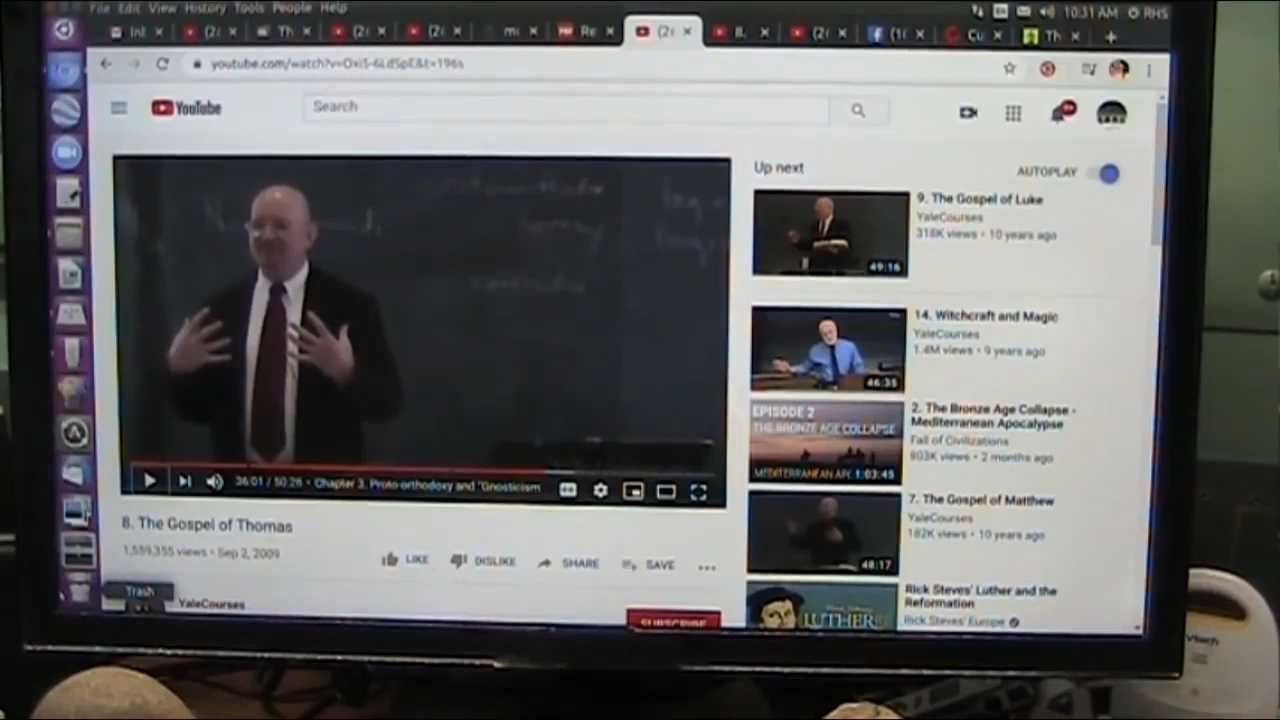 File Edit View History Tools People Help
10:31 AM RHS
youtube.com/watch?v=
YouTube
Search
Up next
AUTOPLAY
9. The Gospel of Luke
YaleCourses
318K views • 10 years ago
49:16
14. Witchcraft and Magic
YaleCourses
1.4M views • 9 years ago
46:35
EPISODE 2
THE BRONZE AGE COLLAPSE
MEDITERRANEAN APC 1:03:45
2. The Bronze Age Collapse -
Mediterranean Apocalypse
Fall of Civilizations
803K views • 2 months ago
7. The Gospel of Matthew
YaleCourses
182K views • 10 years ago
48:17
Rick Steves' Luther and the
Reformation
Rick Steves' Europe
LUTHER
36:01 / 50:28 • Chapter 3. Proto-orthodoxy and "Gnosticism
8. The Gospel of Thomas
1,559,355 views • Sep 2, 2009
LIKE DISLIKE SHARE SAVE
Trash
YaleCourses
SUBSCRIBE
vtech